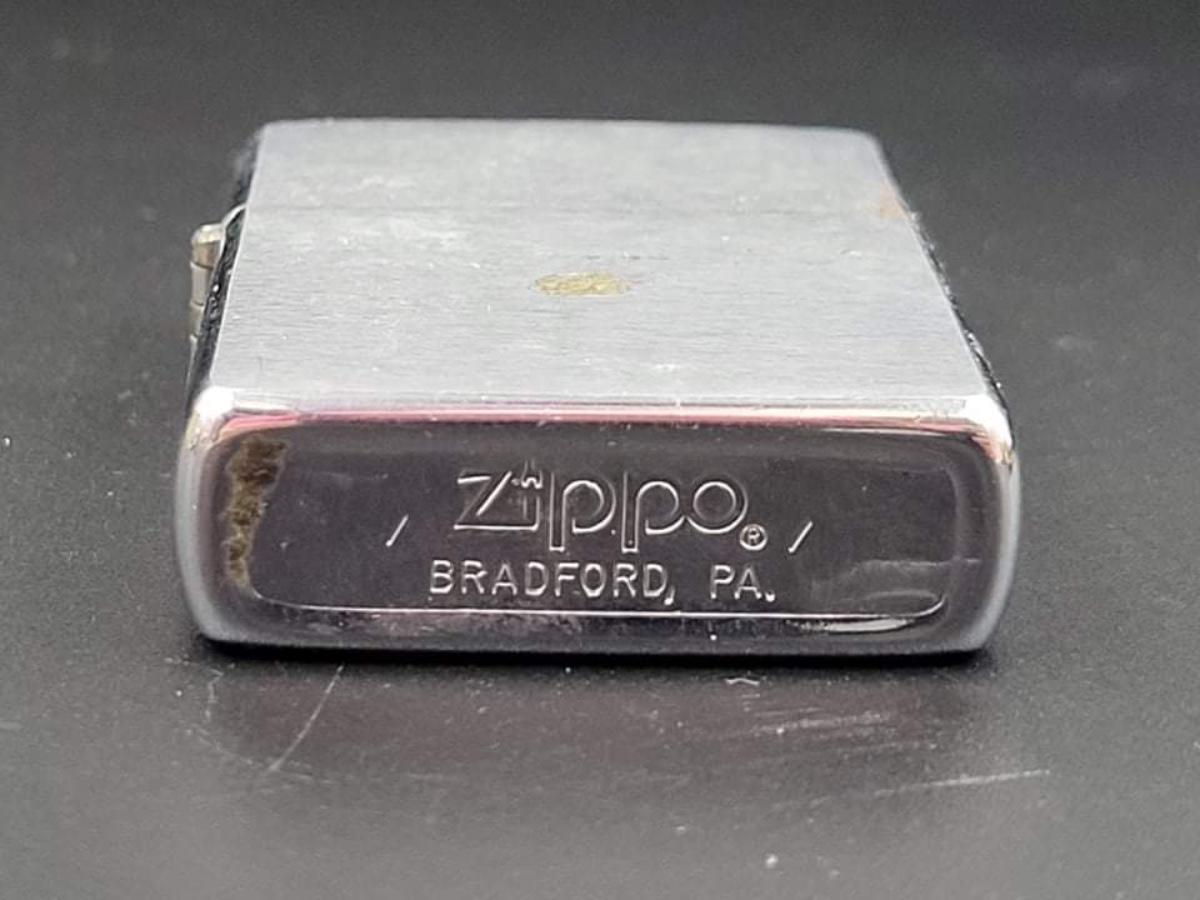 / Zippo® /
BRADFORD, PA.